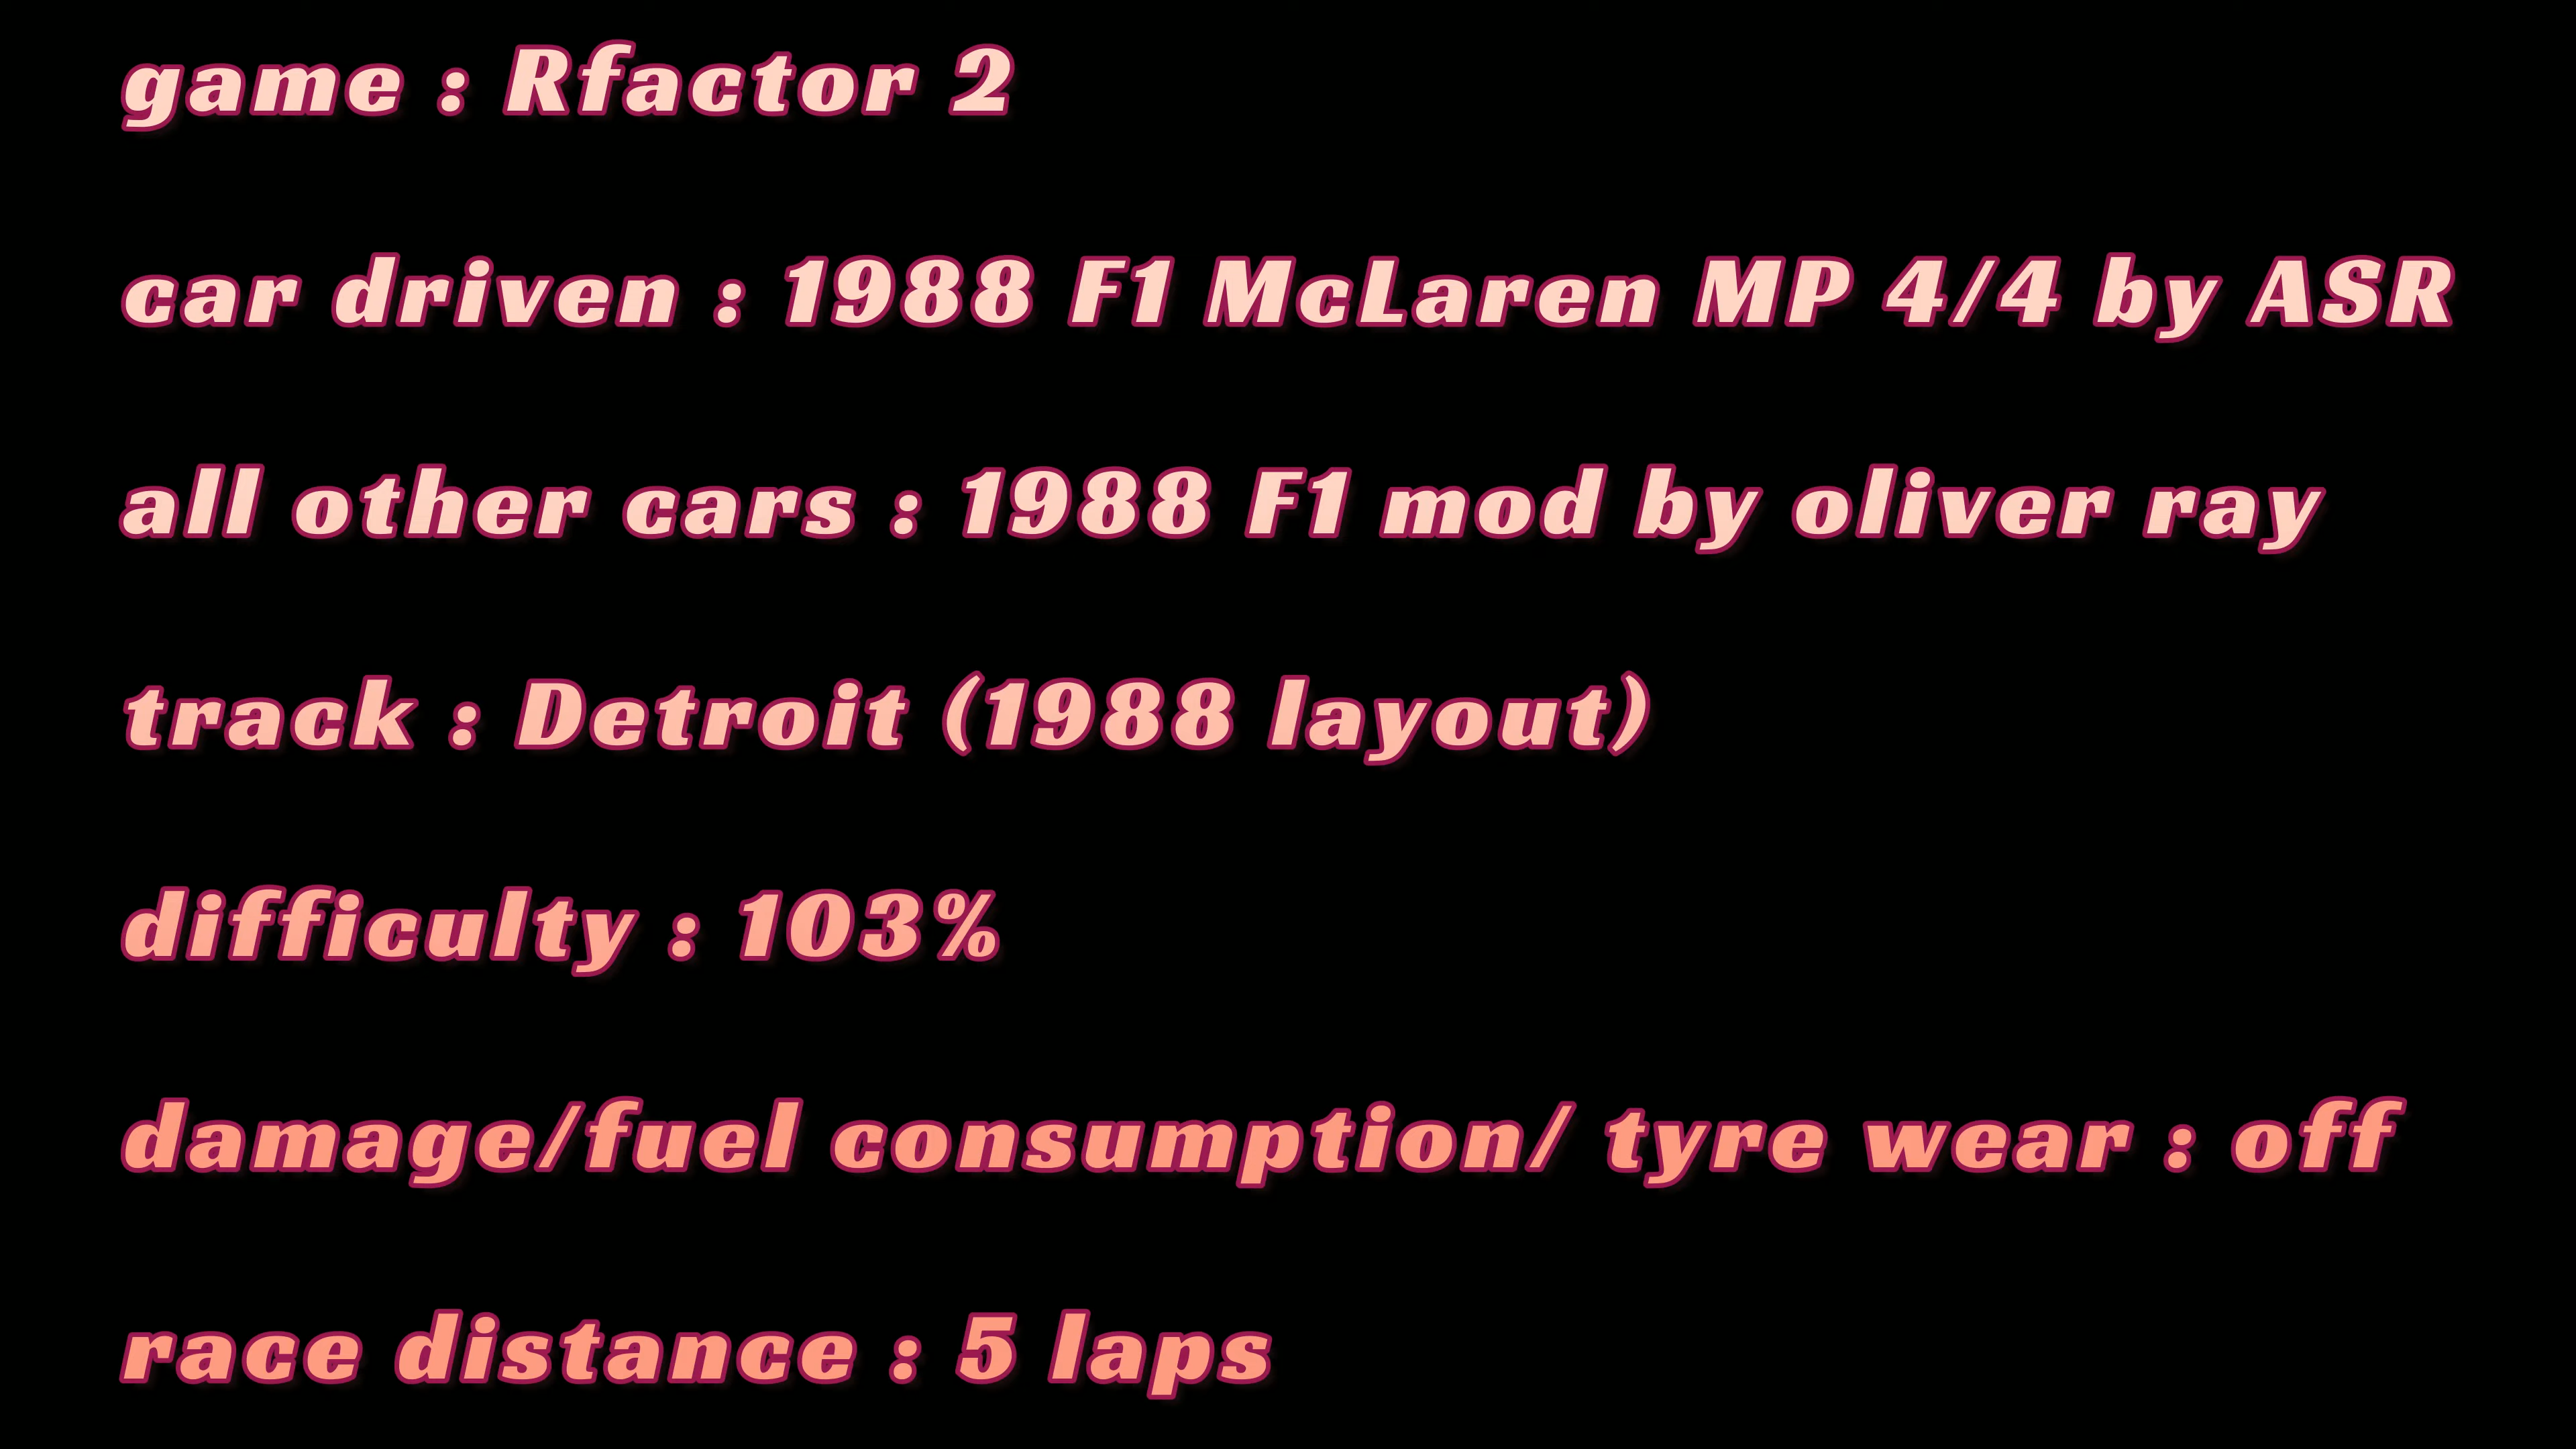 game : Rfactor 2
car driven : 1988 F1 McLaren MP 4/4 by ASR
all other cars : 1988 F1 mod by oliver ray
track : Detroit (1988 layout)
difficulty : 103%
damage/fuel consumption/ tyre wear : off
race distance : 5 laps